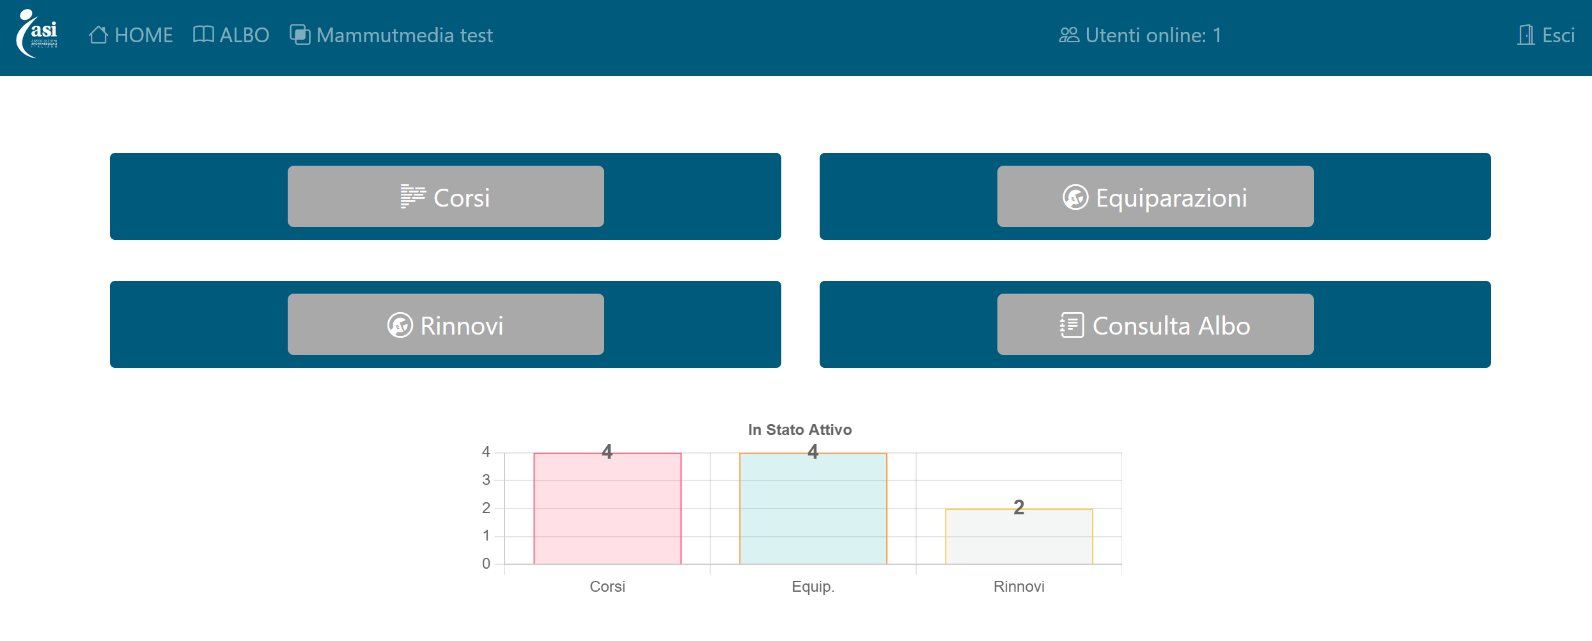 asi
HOME
ALBO
Mammutmedia test
Utenti online: 1
Esci
Corsi
Equiparazioni
Rinnovi
Consulta Albo
In Stato Attivo
4
3
2
1
0
4
4
2
Corsi
Equip.
Rinnovi